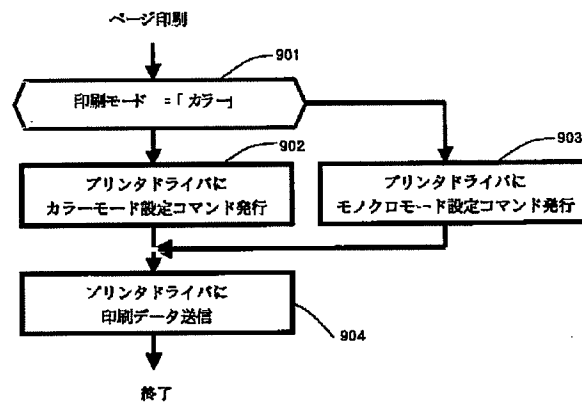 ページ印刷
901
印刷モード =「カラー」
902
プリンタドライバに
カラーモード設定コマンド発行
903
プリンタドライバに
モノクロモード設定コマンド発行
プリンタドライバに
印刷データ送信
904
終了